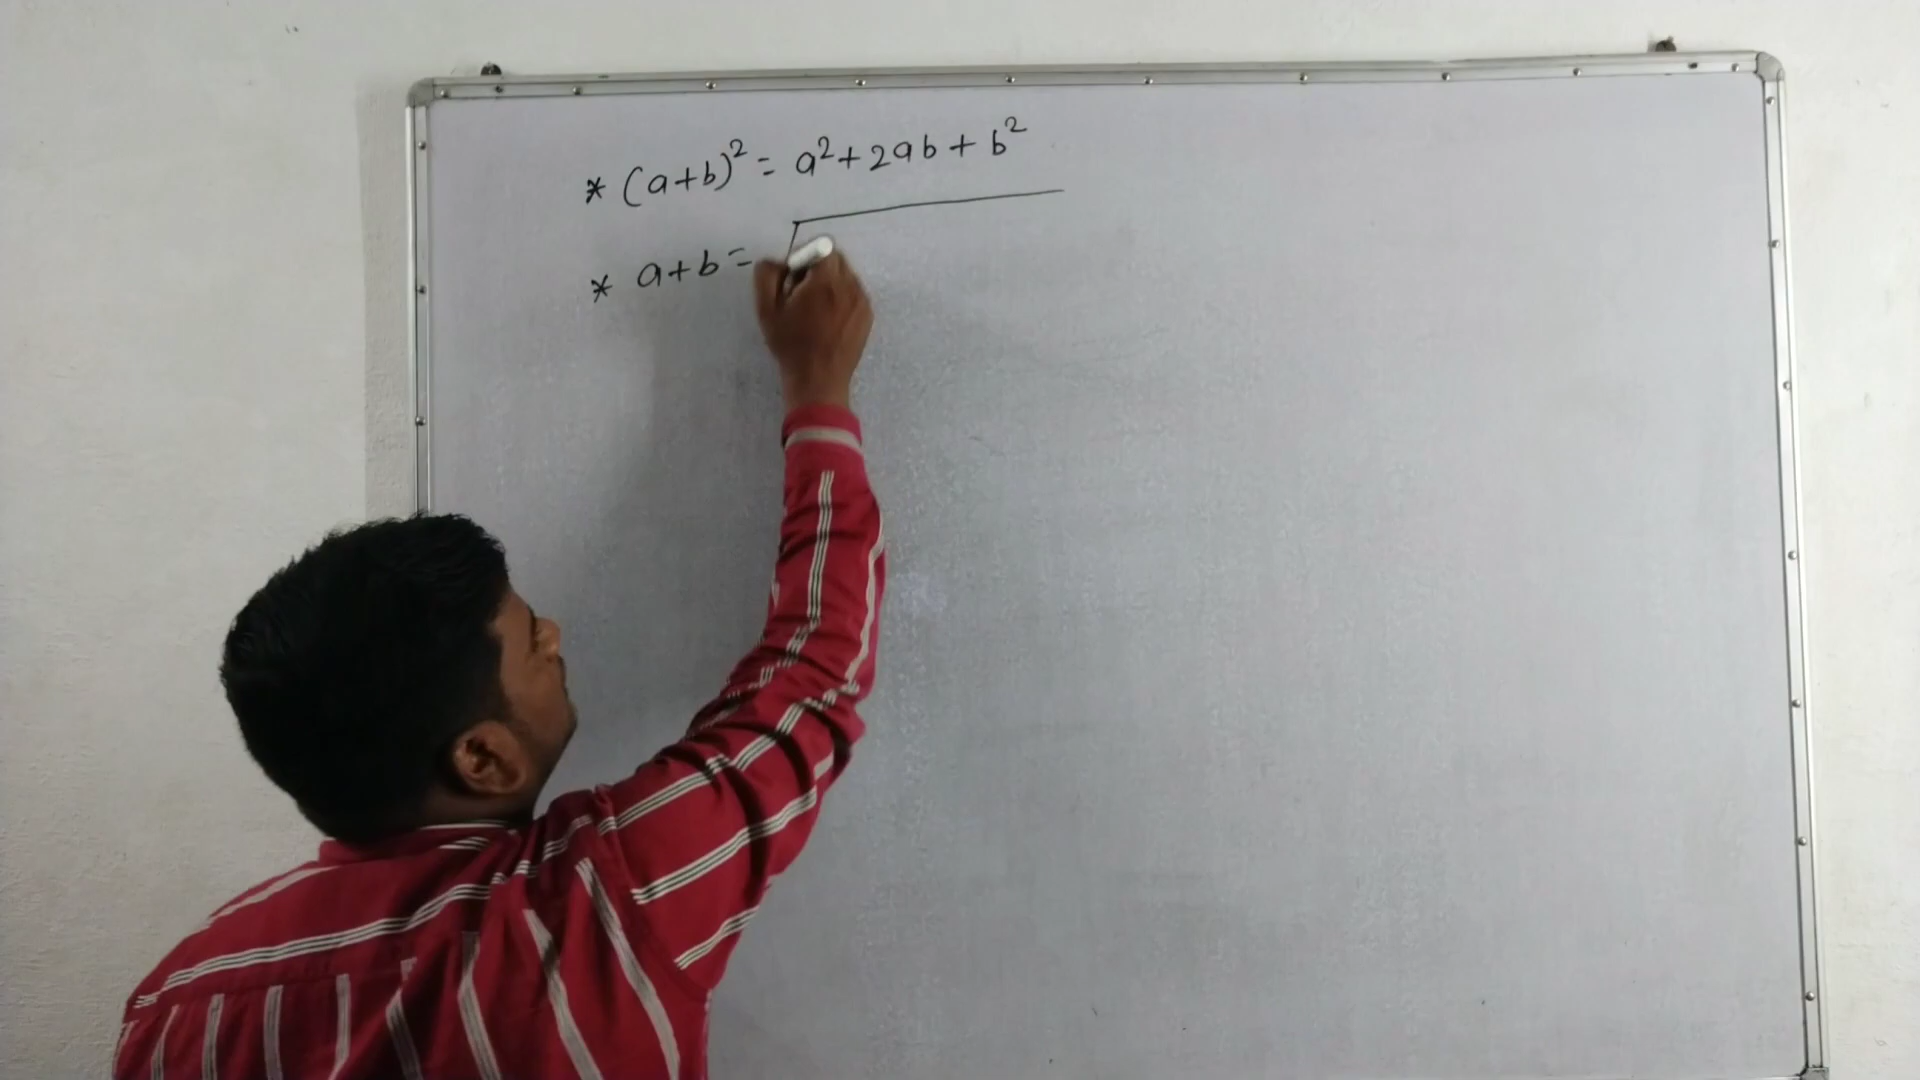 * (a+b)² = a²+2ab+b²
* a+b = √